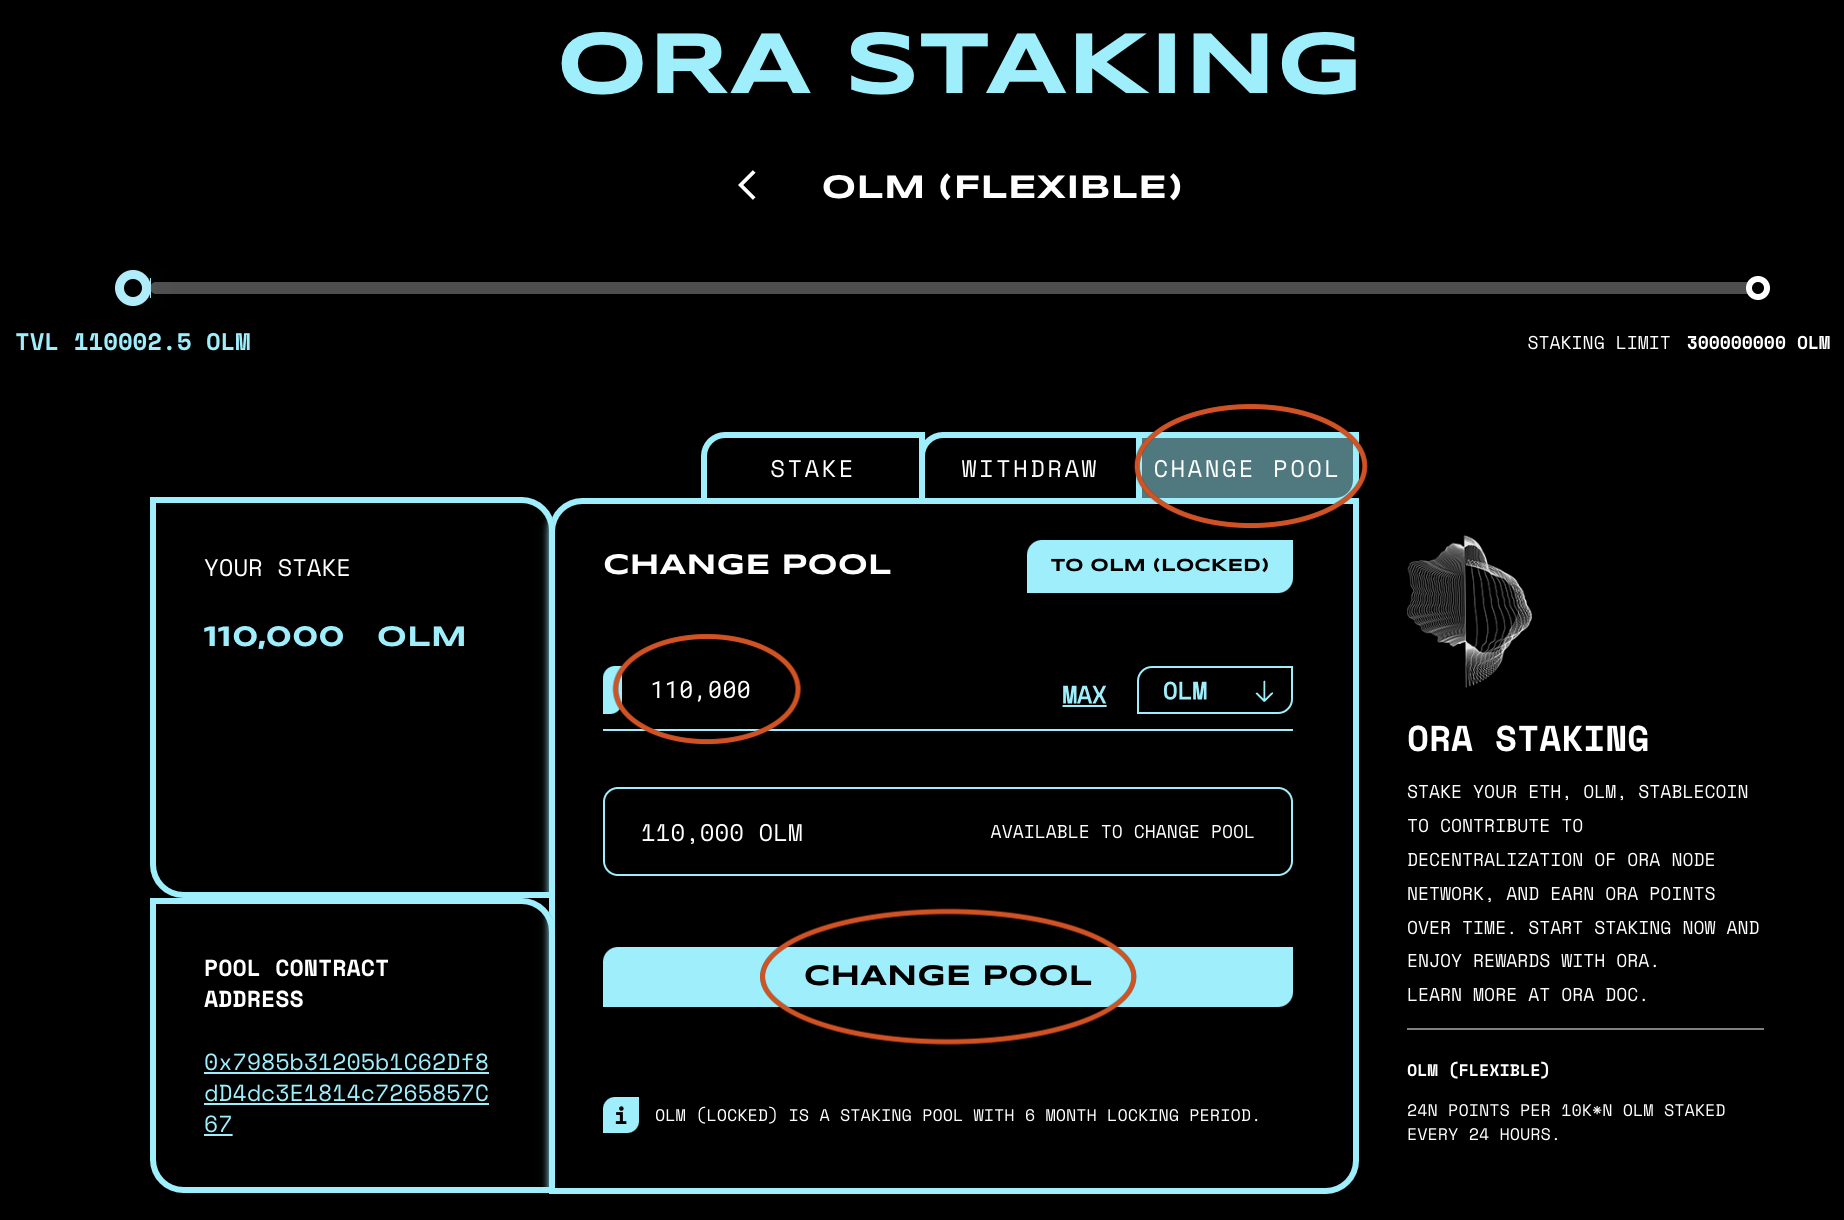 ORA STAKING
OLM (FLEXIBLE)
TVL 110002.5 OLM
STAKING LIMIT 300000000 OLM
STAKE
WITHDRAW
CHANGE POOL
YOUR STAKE
110,000 OLM
POOL CONTRACT
ADDRESS
0x7985b31205b1C62Df8
dD4dc3E1814c7265857C
67
CHANGE POOL
TO OLM (LOCKED)
110,000
MAX
OLM ↓
110,000 OLM
AVAILABLE TO CHANGE POOL
CHANGE POOL
i OLM (LOCKED) IS A STAKING POOL WITH 6 MONTH LOCKING PERIOD.
ORA STAKING
STAKE YOUR ETH, OLM, STABLECOIN
TO CONTRIBUTE TO
DECENTRALIZATION OF ORA NODE
NETWORK, AND EARN ORA POINTS
OVER TIME. START STAKING NOW AND
ENJOY REWARDS WITH ORA.
LEARN MORE AT ORA DOC.
OLM (FLEXIBLE)
24N POINTS PER 10K*N OLM STAKED
EVERY 24 HOURS.